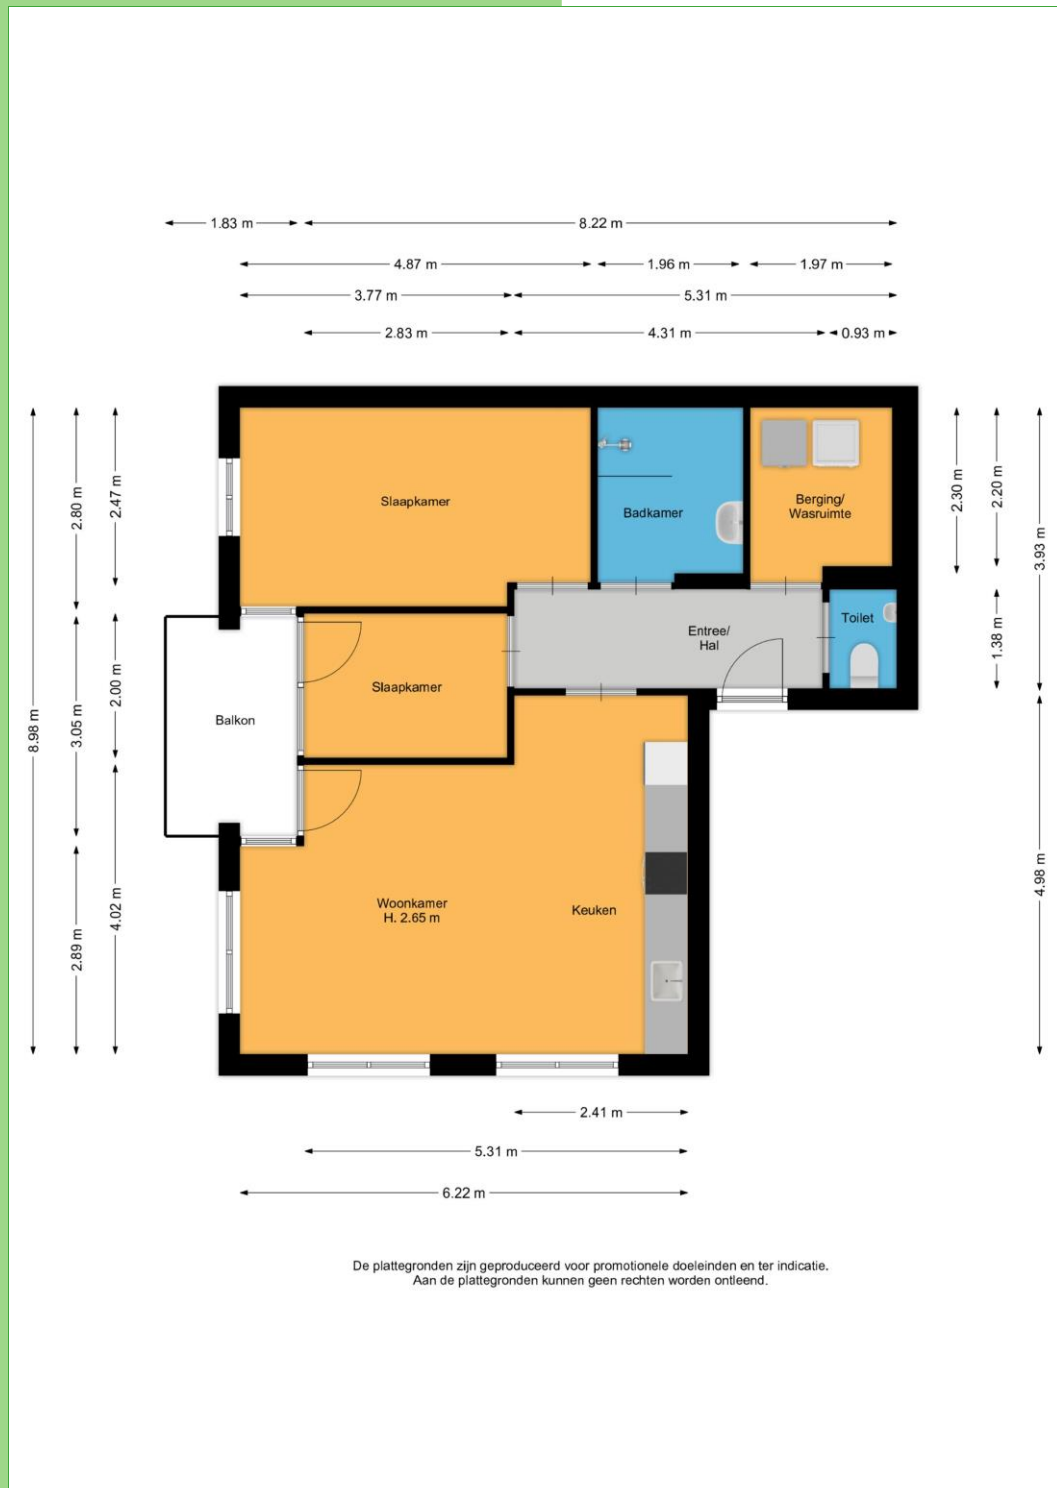 1.83 m
8.22 m
4.87 m
1.96 m
1.97 m
3.77 m
5.31 m
2.83 m
4.31 m
0.93 m
8.98 m
2.80 m
3.05 m
2.89 m
2.47 m
2.00 m
4.02 m
Slaapkamer
Badkamer
Berging/
Wasruimte
Slaapkamer
Entree/
Hal
Toilet
Balkon
Woonkamer
H. 2.65 m
Keuken
2.30 m
2.20 m
1.38 m
3.93 m
4.98 m
2.41 m
5.31 m
6.22 m
De plattegronden zijn geproduceerd voor promotionele doeleinden en ter indicatie.
Aan de plattegronden kunnen geen rechten worden ontleend.